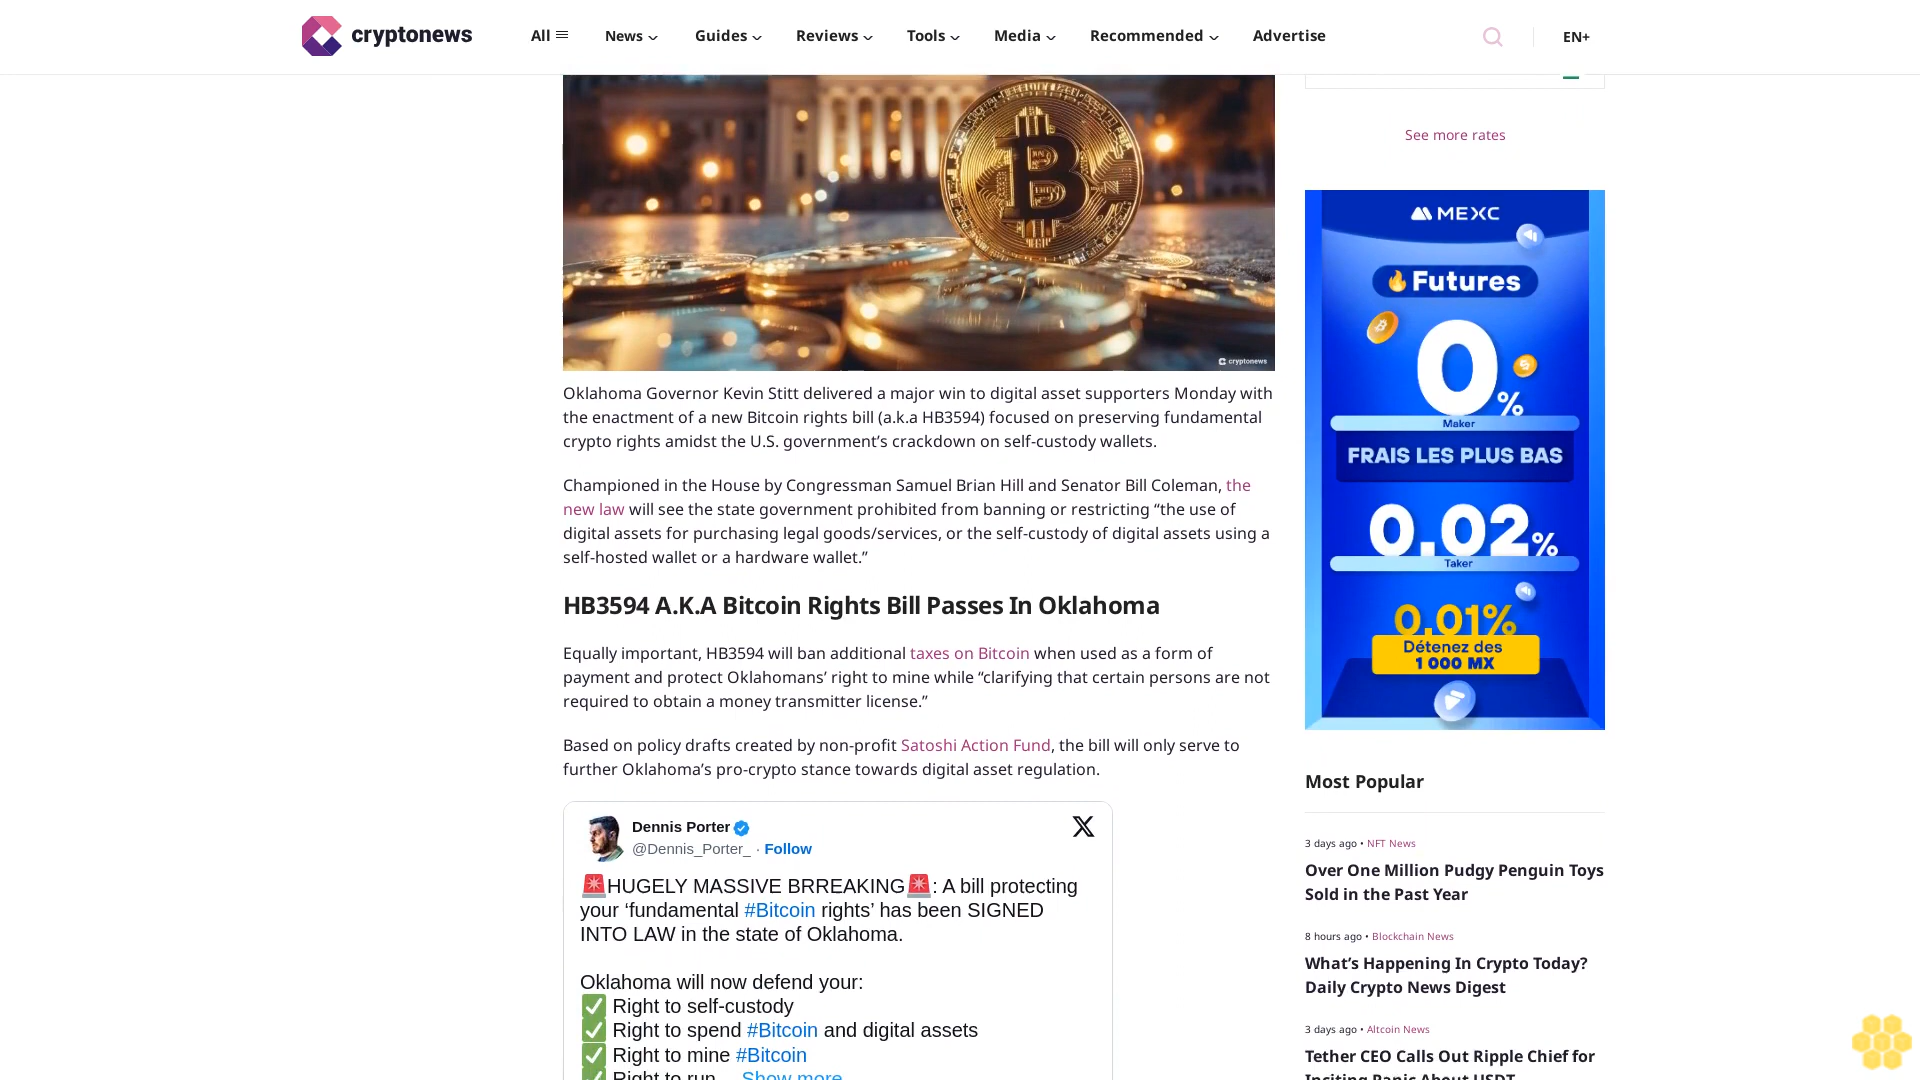 cryptonews
All
News
Guides
Reviews
Tools
Media
Recommended
Advertise
EN+
cryptonews
Oklahoma Governor Kevin Stitt delivered a major win to digital asset supporters Monday with
the enactment of a new Bitcoin rights bill (a.k.a HB3594) focused on preserving fundamental
crypto rights amidst the U.S. government’s crackdown on self-custody wallets.
Championed in the House by Congressman Samuel Brian Hill and Senator Bill Coleman, the
new law will see the state government prohibited from banning or restricting “the use of
digital assets for purchasing legal goods/services, or the self-custody of digital assets using a
self-hosted wallet or a hardware wallet.”
HB3594 A.K.A Bitcoin Rights Bill Passes In Oklahoma
Equally important, HB3594 will ban additional taxes on Bitcoin when used as a form of
payment and protect Oklahomans’ right to mine while “clarifying that certain persons are not
required to obtain a money transmitter license.”
Based on policy drafts created by non-profit Satoshi Action Fund, the bill will only serve to
further Oklahoma’s pro-crypto stance towards digital asset regulation.
Dennis Porter
@Dennis_Porter_ · Follow
🚨HUGELY MASSIVE BRREAKING🚨: A bill protecting
your ‘fundamental #Bitcoin rights’ has been SIGNED
INTO LAW in the state of Oklahoma.
Oklahoma will now defend your:
✅ Right to self-custody
✅ Right to spend #Bitcoin and digital assets
✅ Right to mine #Bitcoin
✅ Right to run… Show more
See more rates
MEXC
🔥Futures
0%
Maker
FRAIS LES PLUS BAS
0.02%
Taker
0.01%
Détenez des
1 000 MX
Most Popular
3 days ago • NFT News
Over One Million Pudgy Penguin Toys
Sold in the Past Year
8 hours ago • Blockchain News
What’s Happening In Crypto Today?
Daily Crypto News Digest
3 days ago • Altcoin News
Tether CEO Calls Out Ripple Chief for
Inciting Panic About USDT